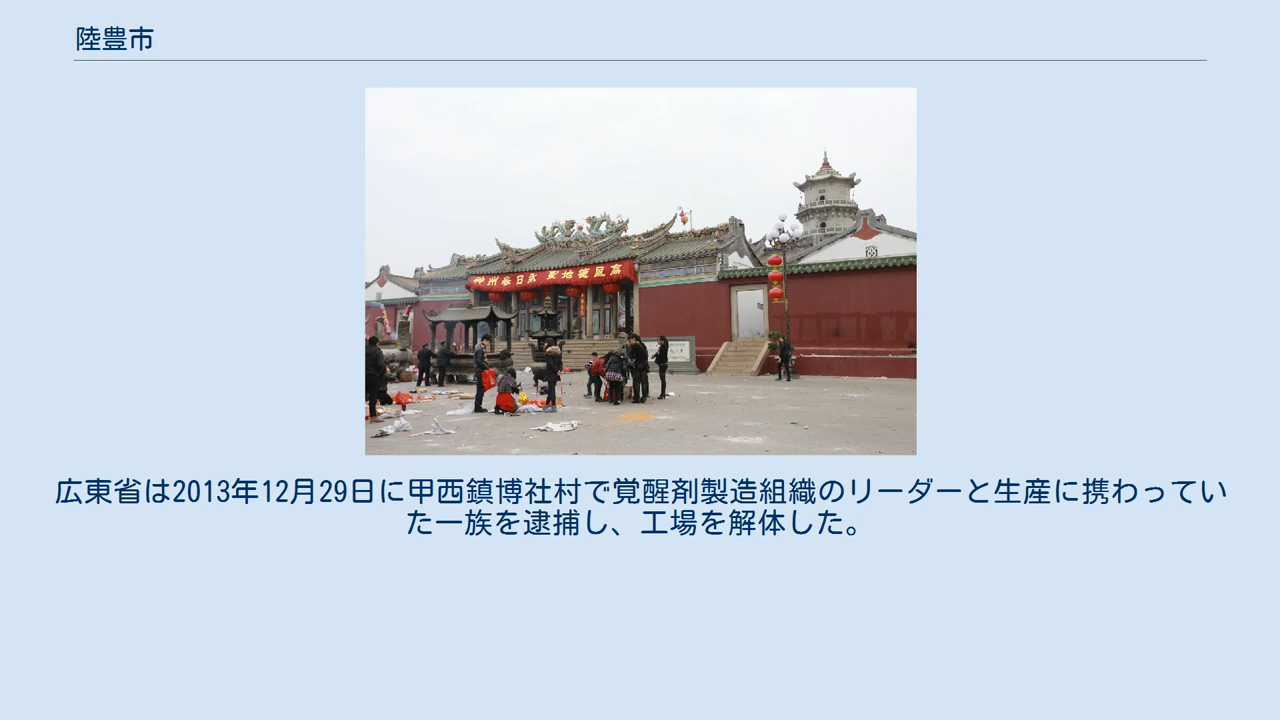 陸豊市
広東省は2013年12月29日に甲西鎮博社村で覚醒剤製造組織のリーダーと生産に携わってい
た一族を逮捕し、工場を解体した。